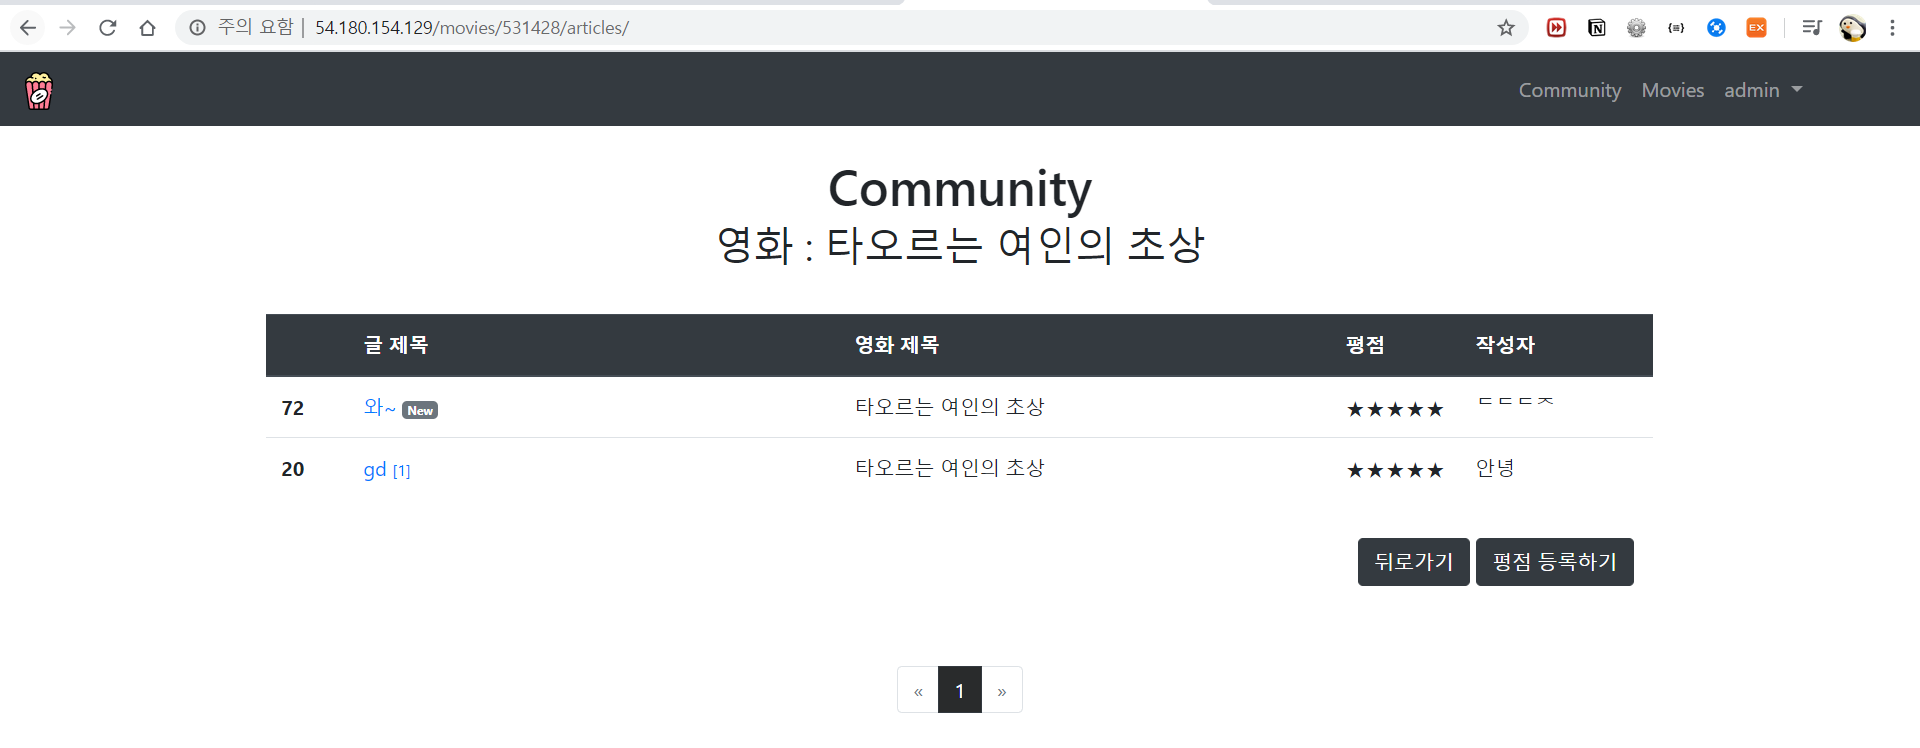 주의 요함 | 54.180.154.129/movies/531428/articles/
Community Movies admin
Community
영화 : 타오르는 여인의 초상
글 제목 영화 제목 평점 작성자
72 와~ New 타오르는 여인의 초상 ★★★★★ ᄃᄃᄃᄌ
20 gd [1] 타오르는 여인의 초상 ★★★★★ 안녕
뒤로가기 평점 등록하기
« 1 »